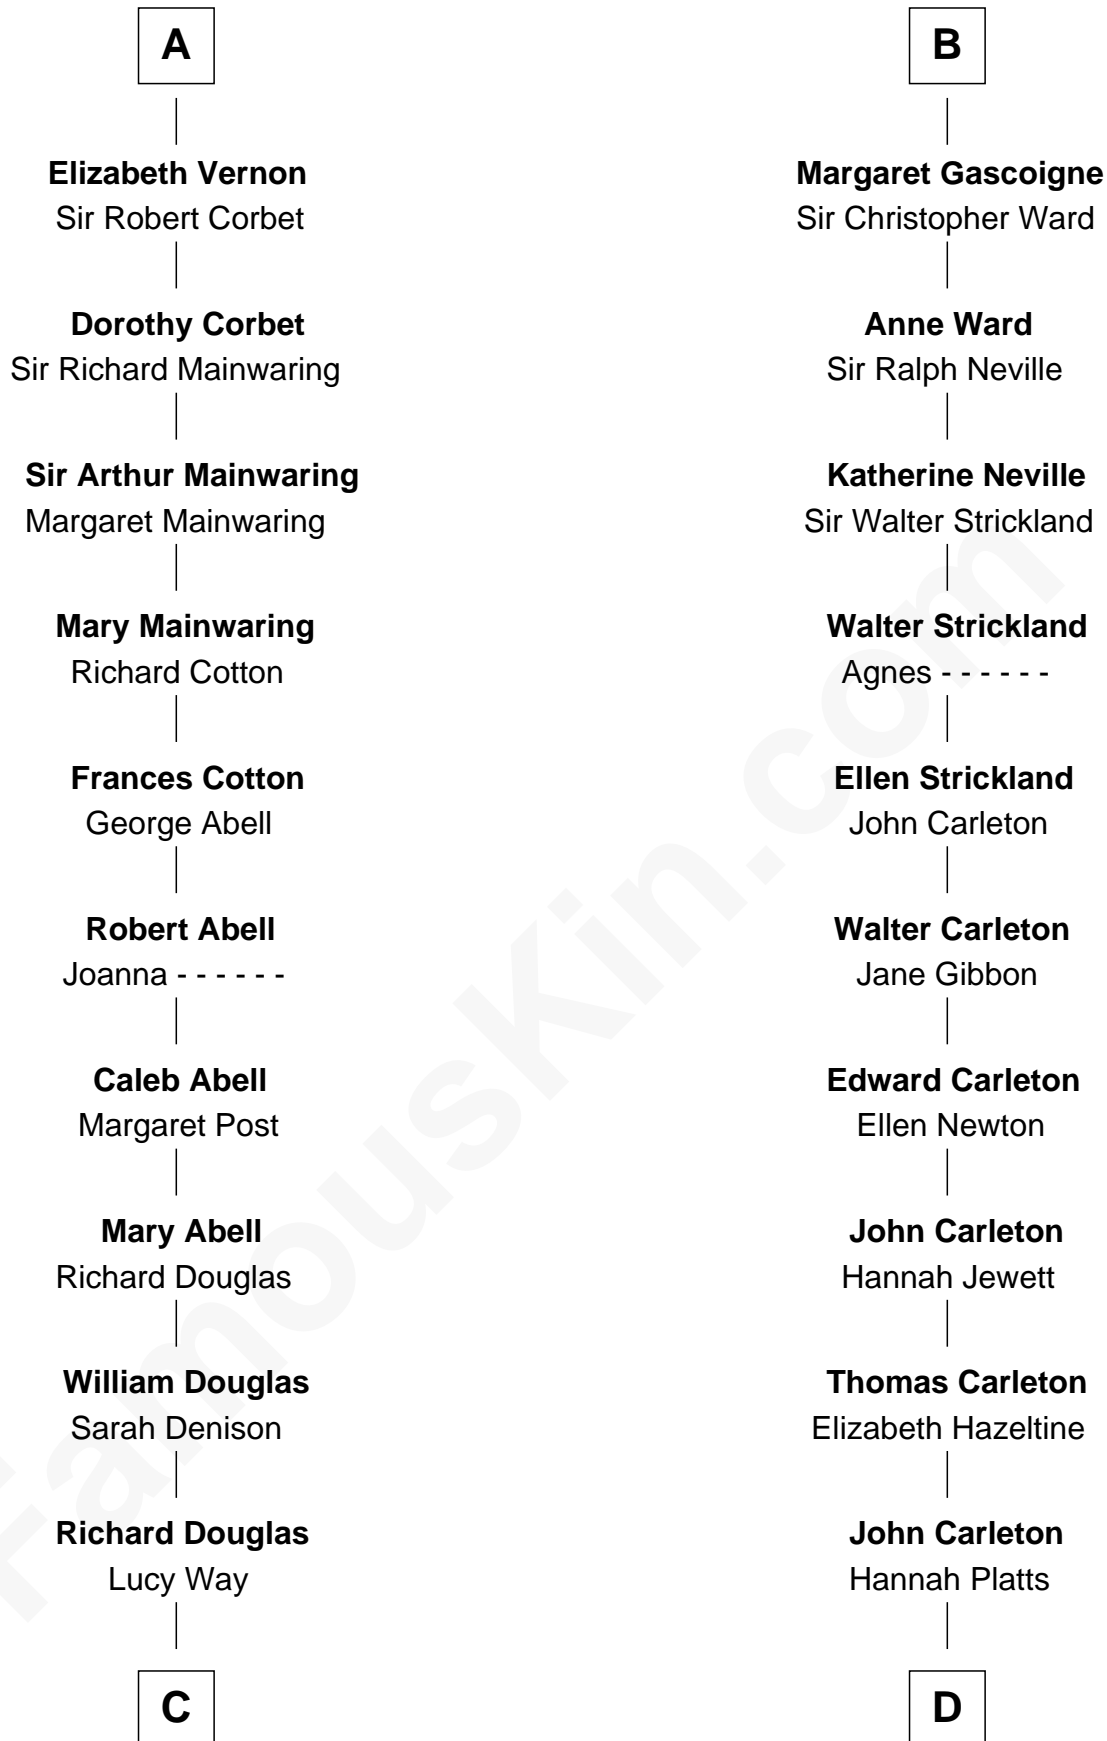 A
Elizabeth Vernon
Sir Robert Corbet
Dorothy Corbet
Sir Richard Mainwaring
Sir Arthur Mainwaring
Margaret Mainwaring
Mary Mainwaring
Richard Cotton
Frances Cotton
George Abell
Robert Abell
Joanna - - - - - -
Caleb Abell
Margaret Post
Mary Abell
Richard Douglas
William Douglas
Sarah Denison
Richard Douglas
Lucy Way
C
B
Margaret Gascoigne
Sir Christopher Ward
Anne Ward
Sir Ralph Neville
Katherine Neville
Sir Walter Strickland
Walter Strickland
Agnes - - - - - -
Ellen Strickland
John Carleton
Walter Carleton
Jane Gibbon
Edward Carleton
Ellen Newton
John Carleton
Hannah Jewett
Thomas Carleton
Elizabeth Hazeltine
John Carleton
Hannah Platts
D
FamousKin.com